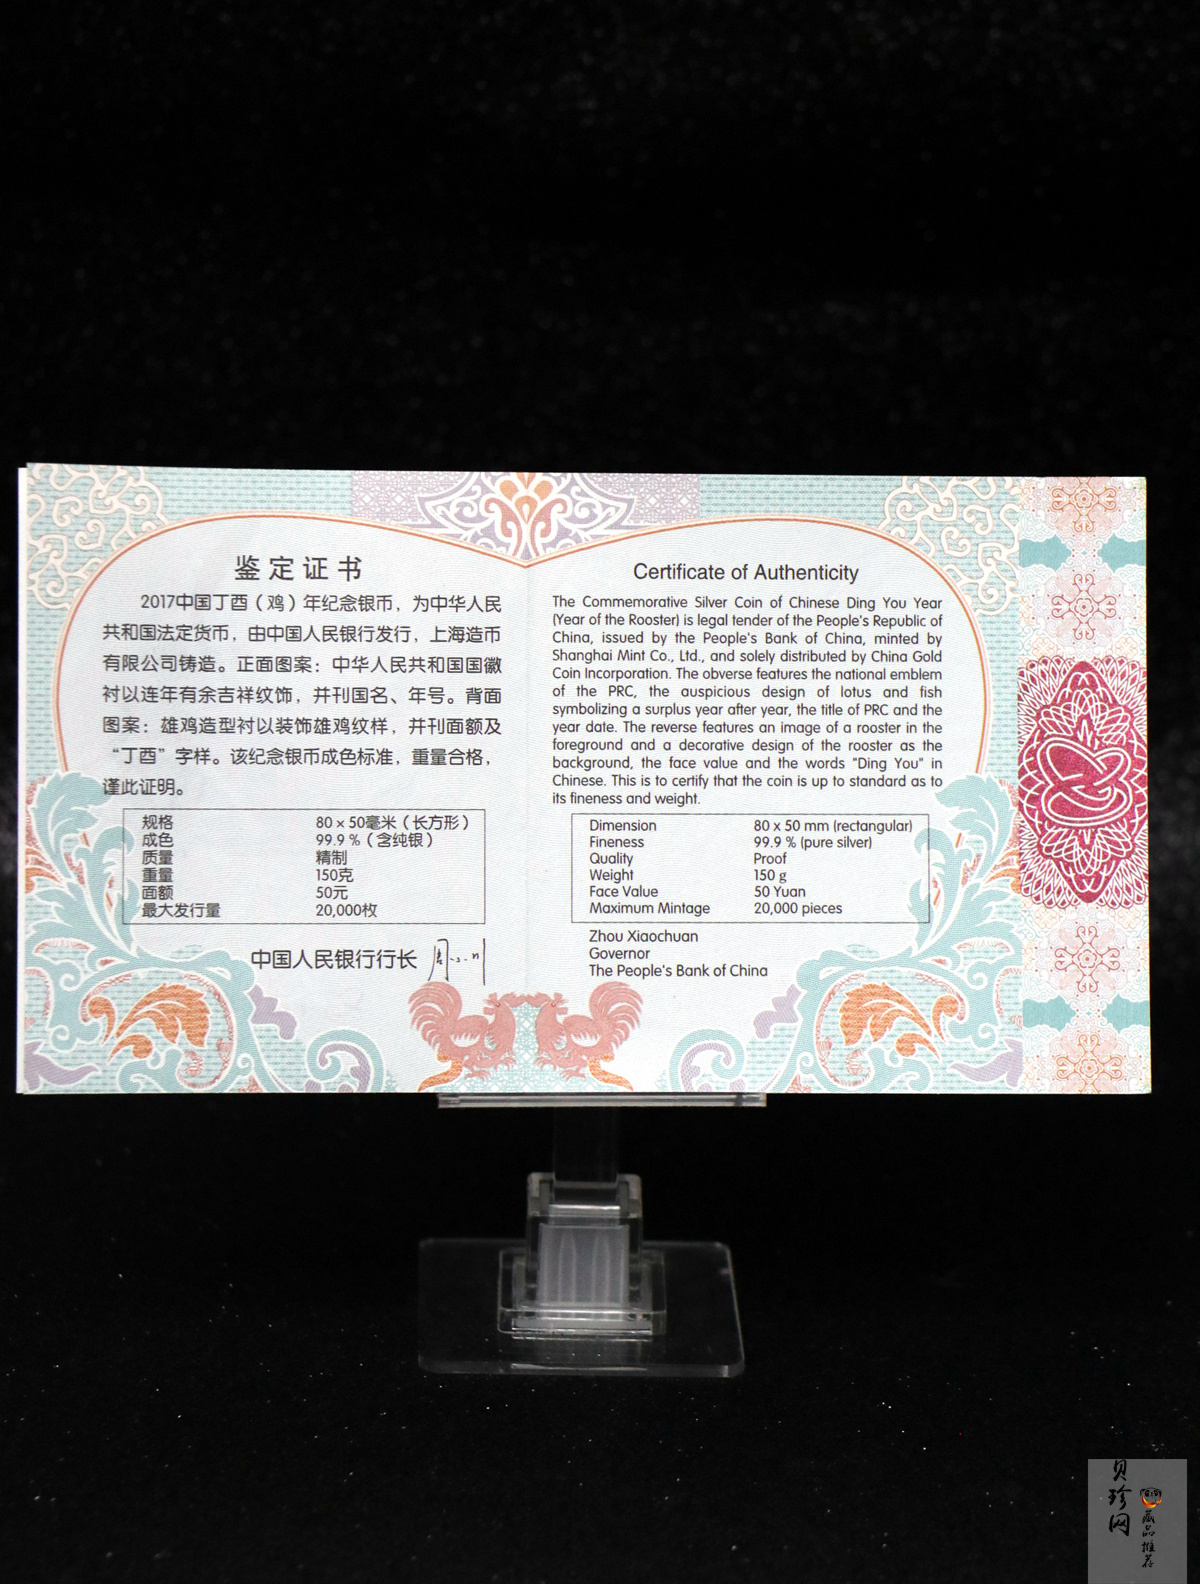 鉴定证书
2017中国丁酉（鸡）年纪念银币，为中华人民
共和国法定货币，由中国人民银行发行，上海造币
有限公司铸造。正面图案：中华人民共和国国徽
衬以连年有余吉祥纹饰，并刊国名、年号。背面
图案：雄鸡造型衬以装饰雄鸡纹样，并刊面额及
“丁酉”字样。该纪念银币成色标准，重量合格，
谨此证明。
规格 80×50毫米（长方形）
成色 99.9％（含纯银）
质量 精制
重量 150克
面额 50元
最大发行量 20,000枚
中国人民银行行长
Certificate of Authenticity
The Commemorative Silver Coin of Chinese Ding You Year
(Year of the Rooster) is legal tender of the People's Republic of
China, issued by the People's Bank of China, minted by
Shanghai Mint Co., Ltd., and solely distributed by China Gold
Coin Incorporation. The obverse features the national emblem
of the PRC, the auspicious design of lotus and fish
symbolizing a surplus year after year, the title of PRC and the
year date. The reverse features an image of a rooster in the
foreground and a decorative design of the rooster as the
background, the face value and the words "Ding You" in
Chinese. This is to certify that the coin is up to standard as to
its fineness and weight.
Dimension 80 x 50 mm (rectangular)
Fineness 99.9 % (pure silver)
Quality Proof
Weight 150 g
Face Value 50 Yuan
Maximum Mintage 20,000 pieces
Zhou Xiaochuan
Governor
The People's Bank of China
贝珍网
藏品推荐